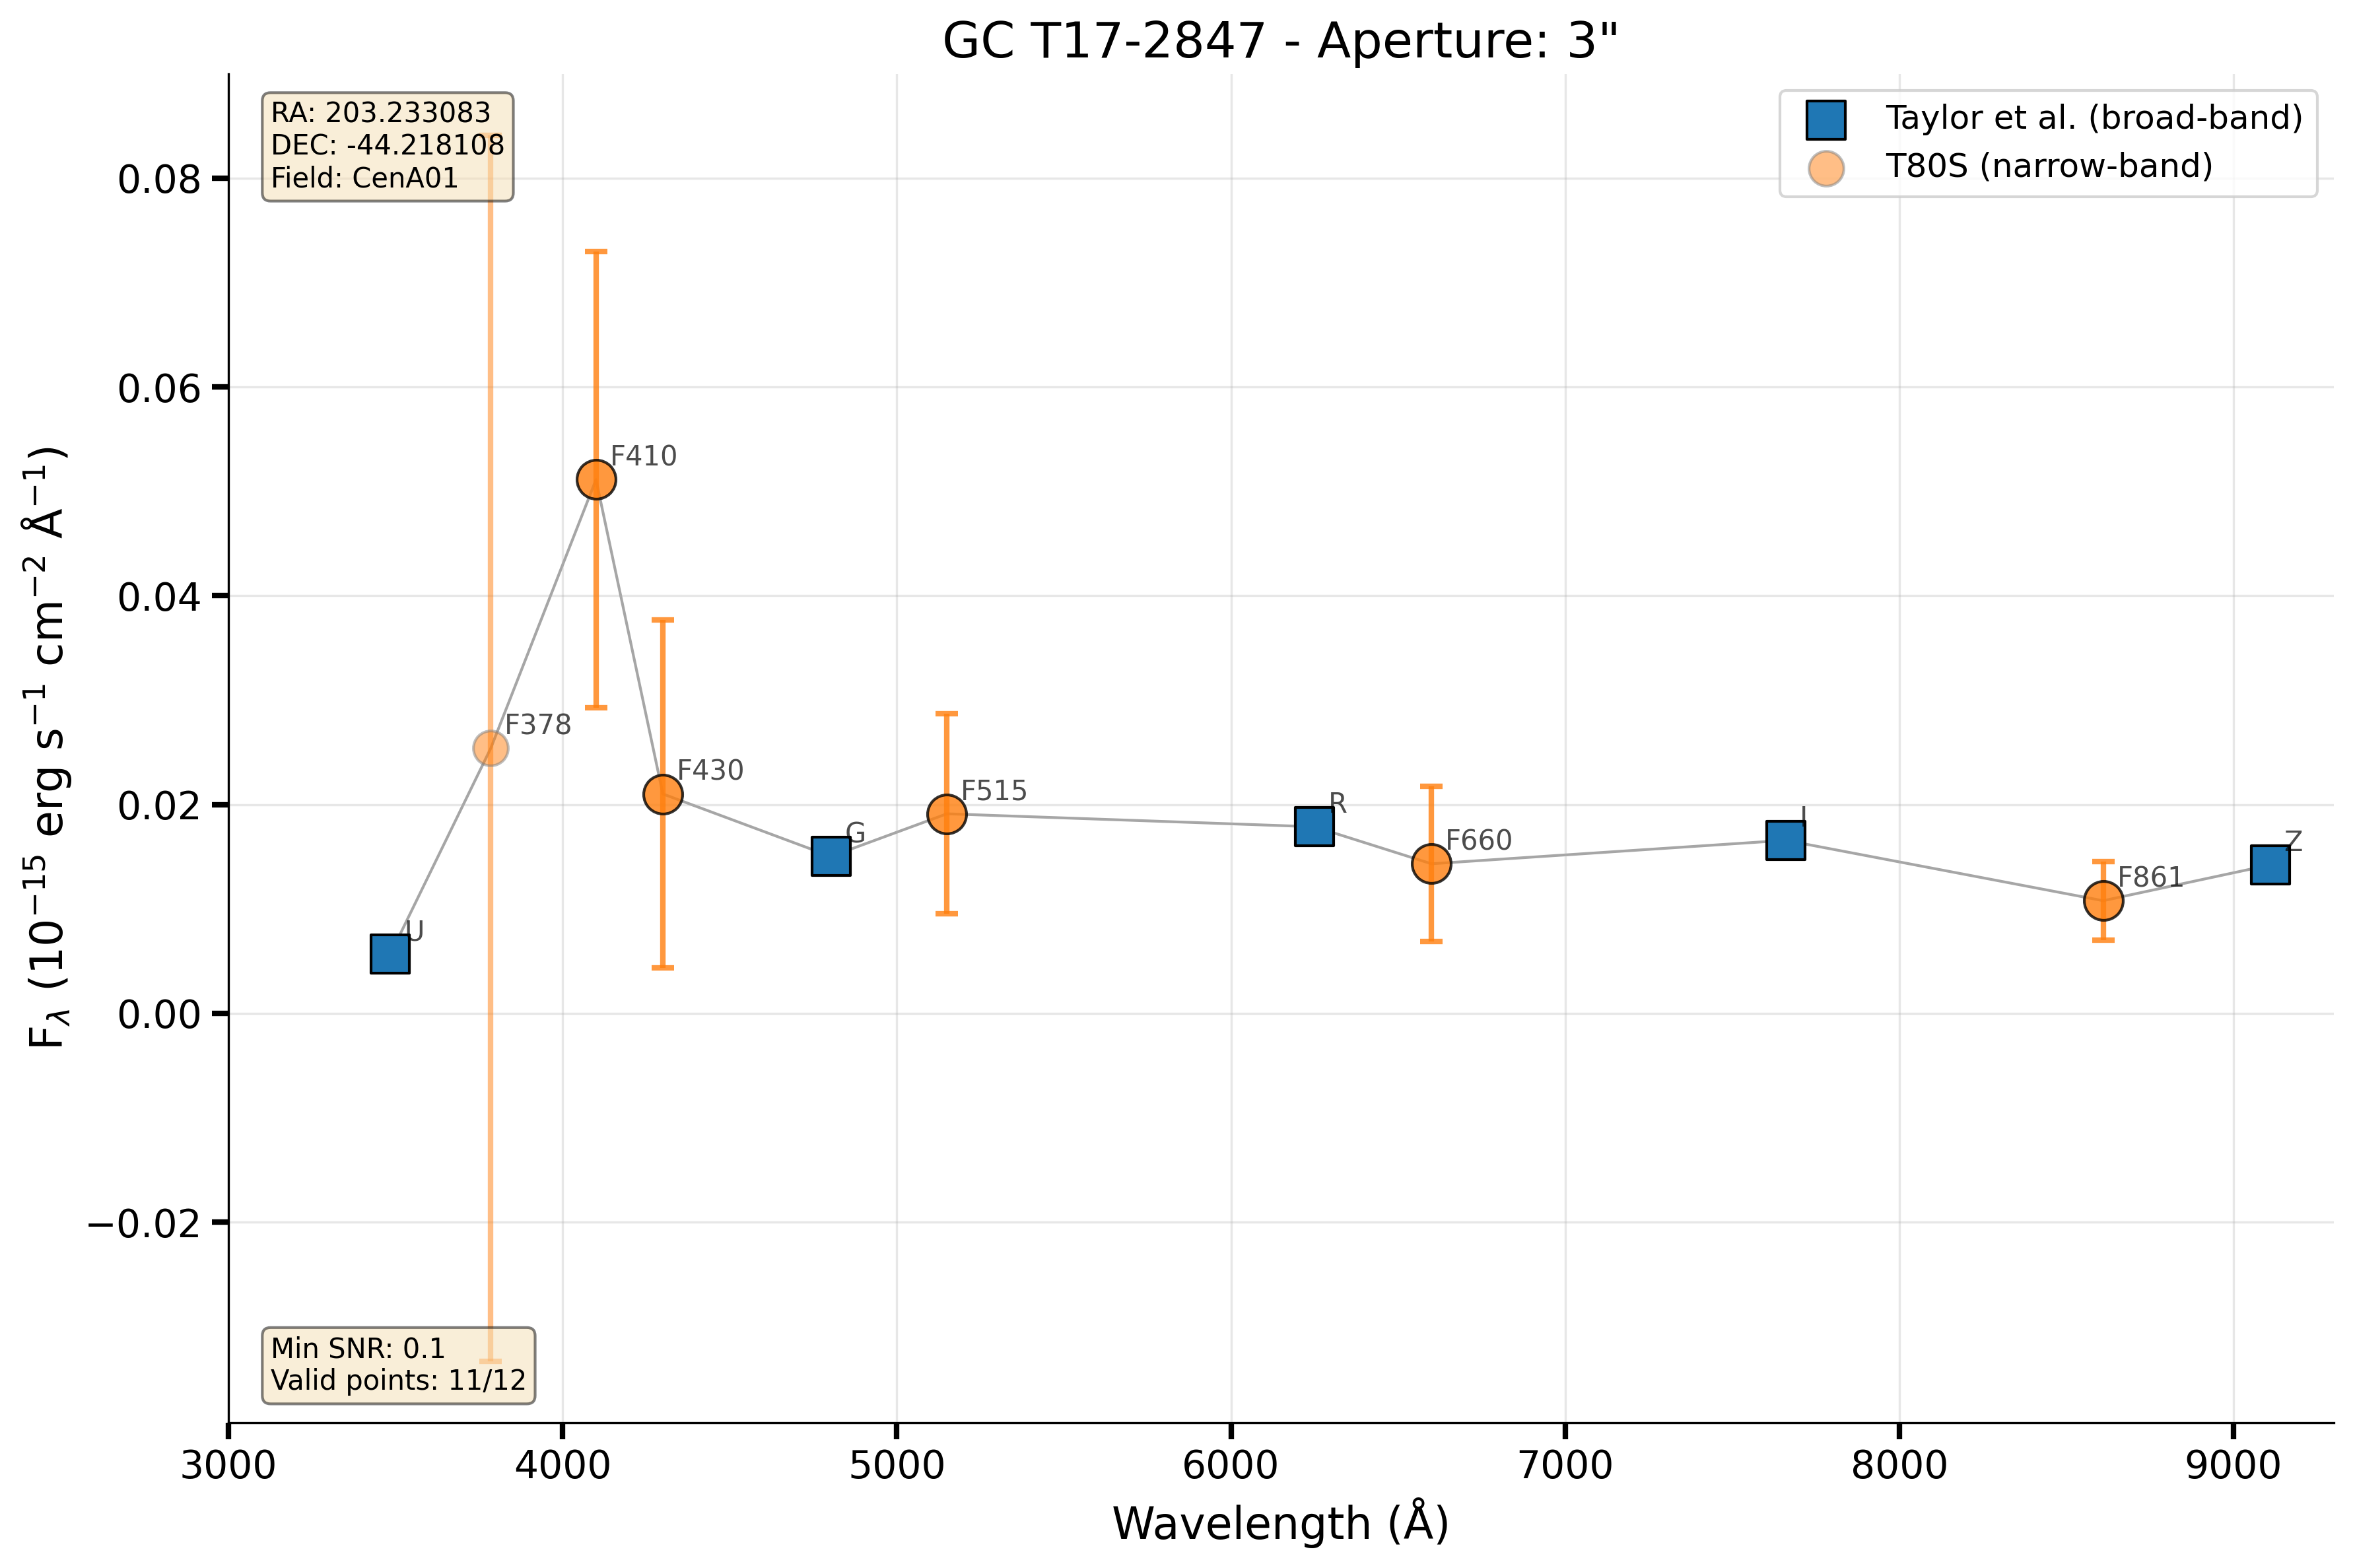 GC T17-2847 - Aperture: 3"
RA: 203.233083
DEC: -44.218108
Field: CenA01
Taylor et al. (broad-band)
T80S (narrow-band)
0.08
0.06
0.04
0.02
0.00
−0.02
F410
F378
F430
F515
G
R
F660
I
F861
Z
U
Fλ (10⁻¹⁵ erg s⁻¹ cm⁻² Å⁻¹)
Min SNR: 0.1
Valid points: 11/12
3000 4000 5000 6000 7000 8000 9000
Wavelength (Å)